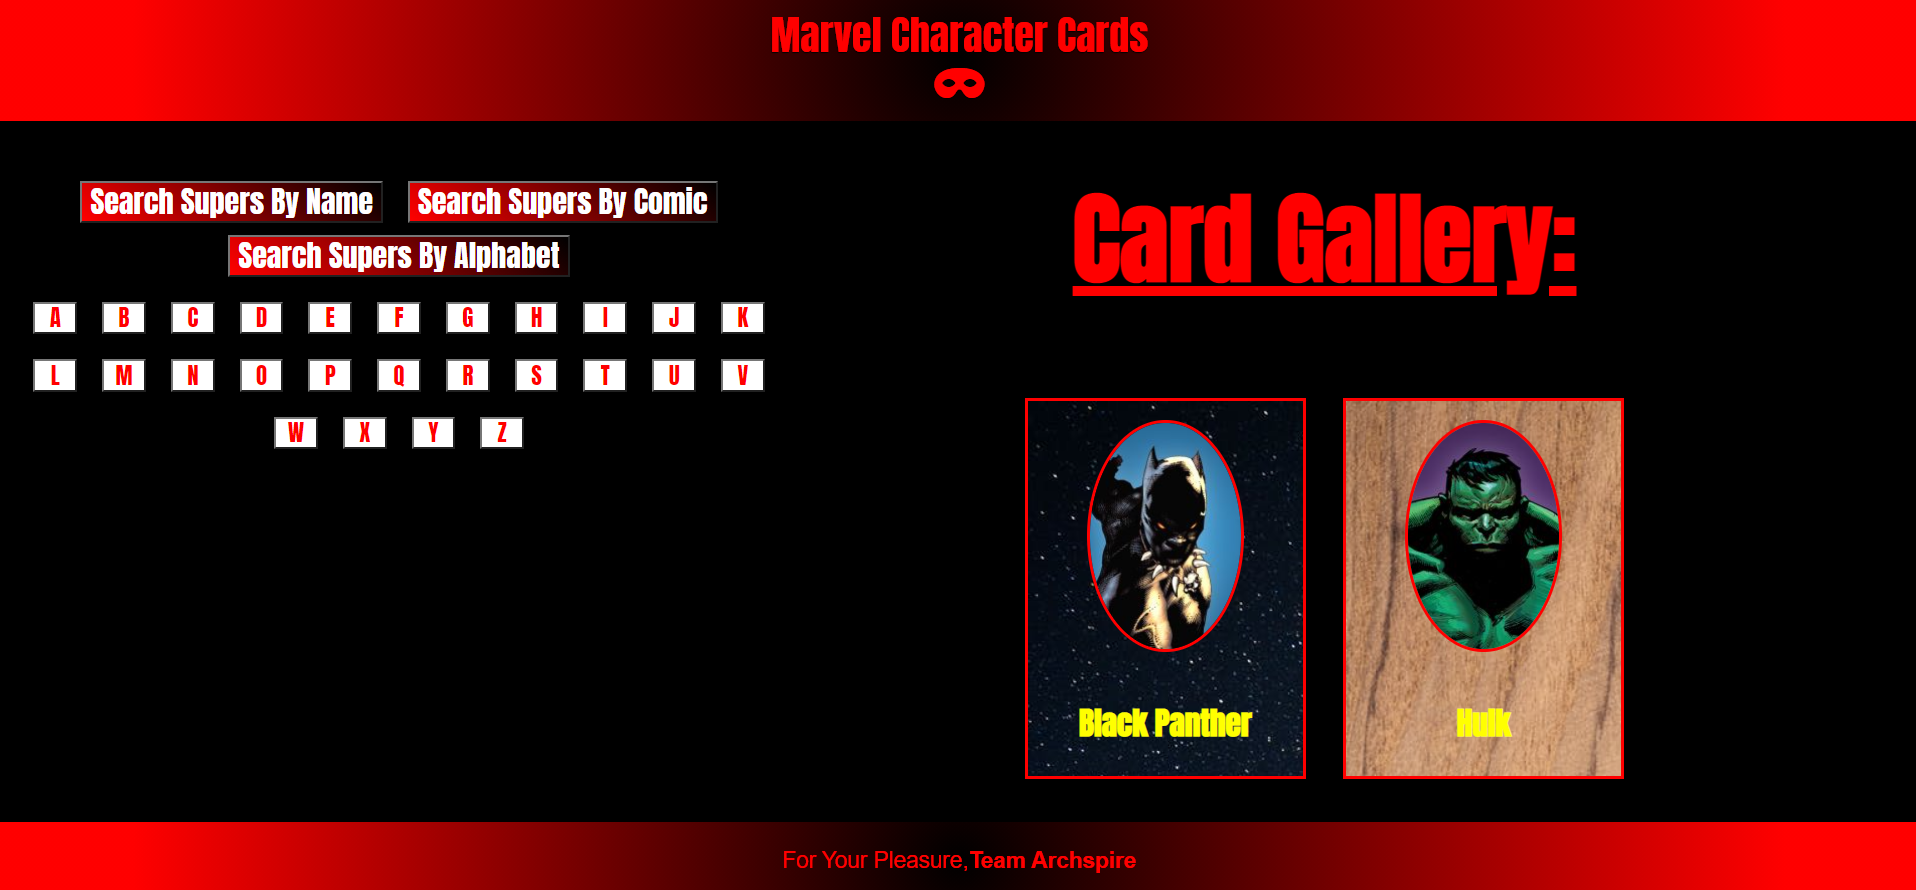 Marvel Character Cards
Search Supers By Name
Search Supers By Comic
Search Supers By Alphabet
A B C D E F G H I J K
L M N O P Q R S T U V
W X Y Z
Card Gallery:
Black Panther
Hulk
For Your Pleasure,Team Archspire